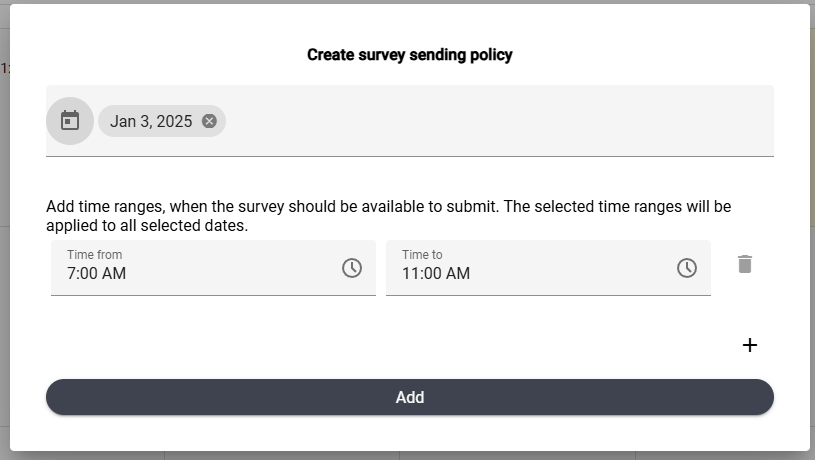 Create survey sending policy
Jan 3, 2025
Add time ranges, when the survey should be available to submit. The selected time ranges will be
applied to all selected dates.
Time from
7:00 AM
Time to
11:00 AM
Add